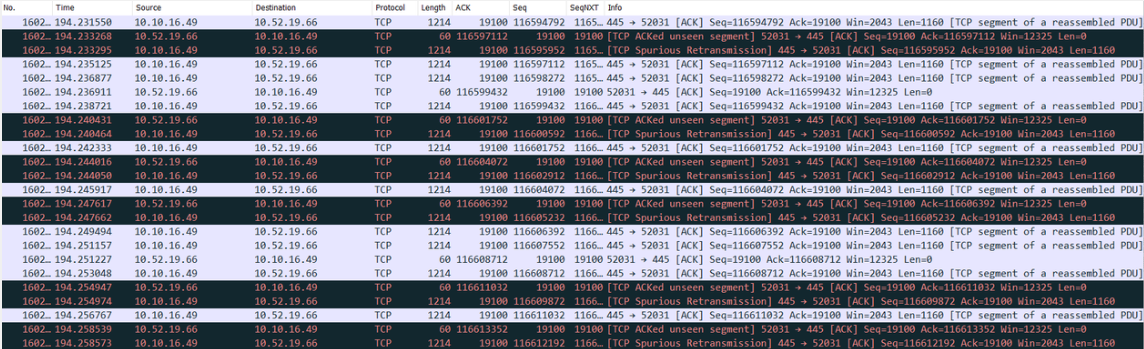 No. Time Source Destination Protocol Length ACK Seq SeqNXT Info
1602… 194.231550 10.10.16.49 10.52.19.66 TCP 1214 19100 116594792 1165… 445 → 52031 [ACK] Seq=116594792 Ack=19100 Win=2043 Len=1160 [TCP segment of a reassembled PDU]
1602… 194.233268 10.52.19.66 10.10.16.49 TCP 60 116597112 19100 19100 [TCP ACKed unseen segment] 52031 → 445 [ACK] Seq=19100 Ack=116597112 Win=12325 Len=0
1602… 194.233295 10.10.16.49 10.52.19.66 TCP 1214 19100 116595952 1165… [TCP Spurious Retransmission] 445 → 52031 [ACK] Seq=116595952 Ack=19100 Win=2043 Len=1160
1602… 194.235125 10.10.16.49 10.52.19.66 TCP 1214 19100 116597112 1165… 445 → 52031 [ACK] Seq=116597112 Ack=19100 Win=2043 Len=1160 [TCP segment of a reassembled PDU]
1602… 194.236877 10.10.16.49 10.52.19.66 TCP 1214 19100 116598272 1165… 445 → 52031 [ACK] Seq=116598272 Ack=19100 Win=2043 Len=1160 [TCP segment of a reassembled PDU]
1602… 194.236911 10.52.19.66 10.10.16.49 TCP 60 116599432 19100 19100 52031 → 445 [ACK] Seq=19100 Ack=116599432 Win=12325 Len=0
1602… 194.238721 10.10.16.49 10.52.19.66 TCP 1214 19100 116599432 1166… 445 → 52031 [ACK] Seq=116599432 Ack=19100 Win=2043 Len=1160 [TCP segment of a reassembled PDU]
1602… 194.240431 10.52.19.66 10.10.16.49 TCP 60 116601752 19100 19100 [TCP ACKed unseen segment] 52031 → 445 [ACK] Seq=19100 Ack=116601752 Win=12325 Len=0
1602… 194.240464 10.10.16.49 10.52.19.66 TCP 1214 19100 116600592 1166… [TCP Spurious Retransmission] 445 → 52031 [ACK] Seq=116600592 Ack=19100 Win=2043 Len=1160
1602… 194.242333 10.10.16.49 10.52.19.66 TCP 1214 19100 116601752 1166… 445 → 52031 [ACK] Seq=116601752 Ack=19100 Win=2043 Len=1160 [TCP segment of a reassembled PDU]
1602… 194.244016 10.52.19.66 10.10.16.49 TCP 60 116604072 19100 19100 [TCP ACKed unseen segment] 52031 → 445 [ACK] Seq=19100 Ack=116604072 Win=12325 Len=0
1602… 194.244050 10.10.16.49 10.52.19.66 TCP 1214 19100 116602912 1166… [TCP Spurious Retransmission] 445 → 52031 [ACK] Seq=116602912 Ack=19100 Win=2043 Len=1160
1602… 194.245917 10.10.16.49 10.52.19.66 TCP 1214 19100 116604072 1166… 445 → 52031 [ACK] Seq=116604072 Ack=19100 Win=2043 Len=1160 [TCP segment of a reassembled PDU]
1602… 194.247617 10.52.19.66 10.10.16.49 TCP 60 116606392 19100 19100 [TCP ACKed unseen segment] 52031 → 445 [ACK] Seq=19100 Ack=116606392 Win=12325 Len=0
1602… 194.247662 10.10.16.49 10.52.19.66 TCP 1214 19100 116605232 1166… [TCP Spurious Retransmission] 445 → 52031 [ACK] Seq=116605232 Ack=19100 Win=2043 Len=1160
1602… 194.249494 10.10.16.49 10.52.19.66 TCP 1214 19100 116606392 1166… 445 → 52031 [ACK] Seq=116606392 Ack=19100 Win=2043 Len=1160 [TCP segment of a reassembled PDU]
1602… 194.251157 10.10.16.49 10.52.19.66 TCP 1214 19100 116607552 1166… 445 → 52031 [ACK] Seq=116607552 Ack=19100 Win=2043 Len=1160 [TCP segment of a reassembled PDU]
1602… 194.251227 10.52.19.66 10.10.16.49 TCP 60 116608712 19100 19100 52031 → 445 [ACK] Seq=19100 Ack=116608712 Win=12325 Len=0
1602… 194.253048 10.10.16.49 10.52.19.66 TCP 1214 19100 116608712 1166… 445 → 52031 [ACK] Seq=116608712 Ack=19100 Win=2043 Len=1160 [TCP segment of a reassembled PDU]
1602… 194.254947 10.52.19.66 10.10.16.49 TCP 60 116611032 19100 19100 [TCP ACKed unseen segment] 52031 → 445 [ACK] Seq=19100 Ack=116611032 Win=12325 Len=0
1602… 194.254974 10.10.16.49 10.52.19.66 TCP 1214 19100 116609872 1166… [TCP Spurious Retransmission] 445 → 52031 [ACK] Seq=116609872 Ack=19100 Win=2043 Len=1160
1602… 194.256767 10.10.16.49 10.52.19.66 TCP 1214 19100 116611032 1166… 445 → 52031 [ACK] Seq=116611032 Ack=19100 Win=2043 Len=1160 [TCP segment of a reassembled PDU]
1602… 194.258539 10.52.19.66 10.10.16.49 TCP 60 116613352 19100 19100 [TCP ACKed unseen segment] 52031 → 445 [ACK] Seq=19100 Ack=116613352 Win=12325 Len=0
1602… 194.258573 10.10.16.49 10.52.19.66 TCP 1214 19100 116612192 1166… [TCP Spurious Retransmission] 445 → 52031 [ACK] Seq=116612192 Ack=19100 Win=2043 Len=1160